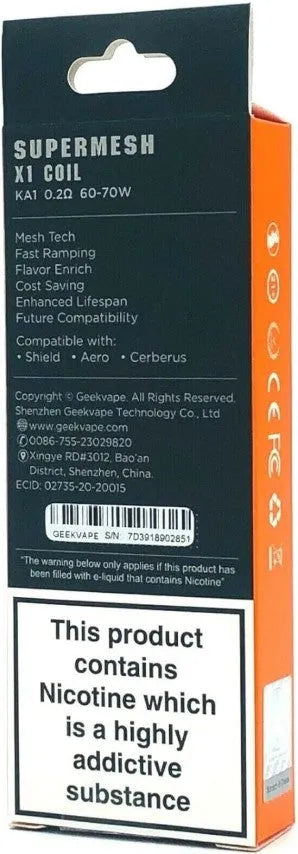 SUPERMESH
X1 COIL
KA1 0.2Ω 60-70W
Mesh Tech
Fast Ramping
Flavor Enrich
Cost Saving
Enhanced Lifespan
Future Compatibility
Compatible with:
• Shield • Aero • Cerberus
Copyright © Geekvape. All Rights Reserved.
Shenzhen Geekvape Technology Co., Ltd
www.geekvape.com
0086-755-23029820
Xingye RD#3012, Bao'an
District, Shenzhen, China.
ECID: 02735-20-20015
GEEKVAPE S/N: 7D3918902851
"The warning below only applies if this product has
been filled with e-liquid that contains Nicotine"
This product
contains
Nicotine which
is a highly
addictive
substance
CE
FC